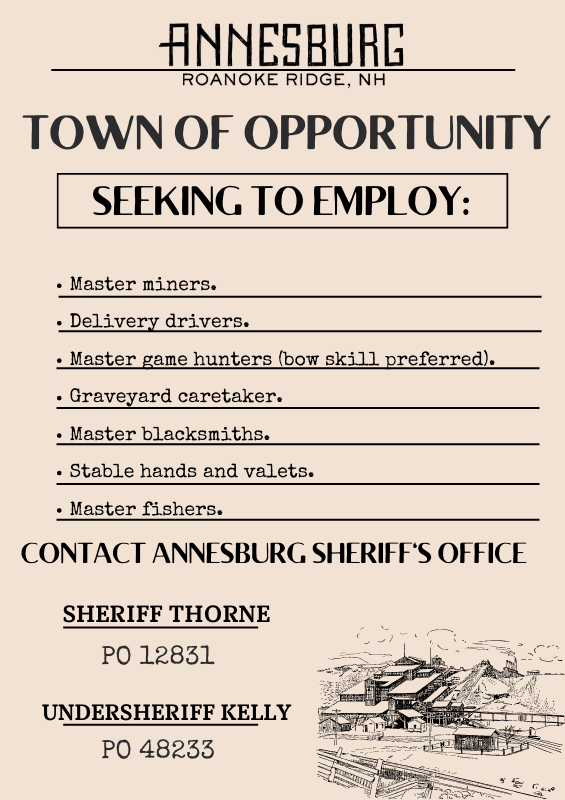 ANNESBURG
ROANOKE RIDGE, NH
TOWN OF OPPORTUNITY
SEEKING TO EMPLOY:
• Master miners.
• Delivery drivers.
• Master game hunters (bow skill preferred).
• Graveyard caretaker.
• Master blacksmiths.
• Stable hands and valets.
• Master fishers.
CONTACT ANNESBURG SHERIFF'S OFFICE
SHERIFF THORNE
PO 12831
UNDERSHERIFF KELLY
PO 48233